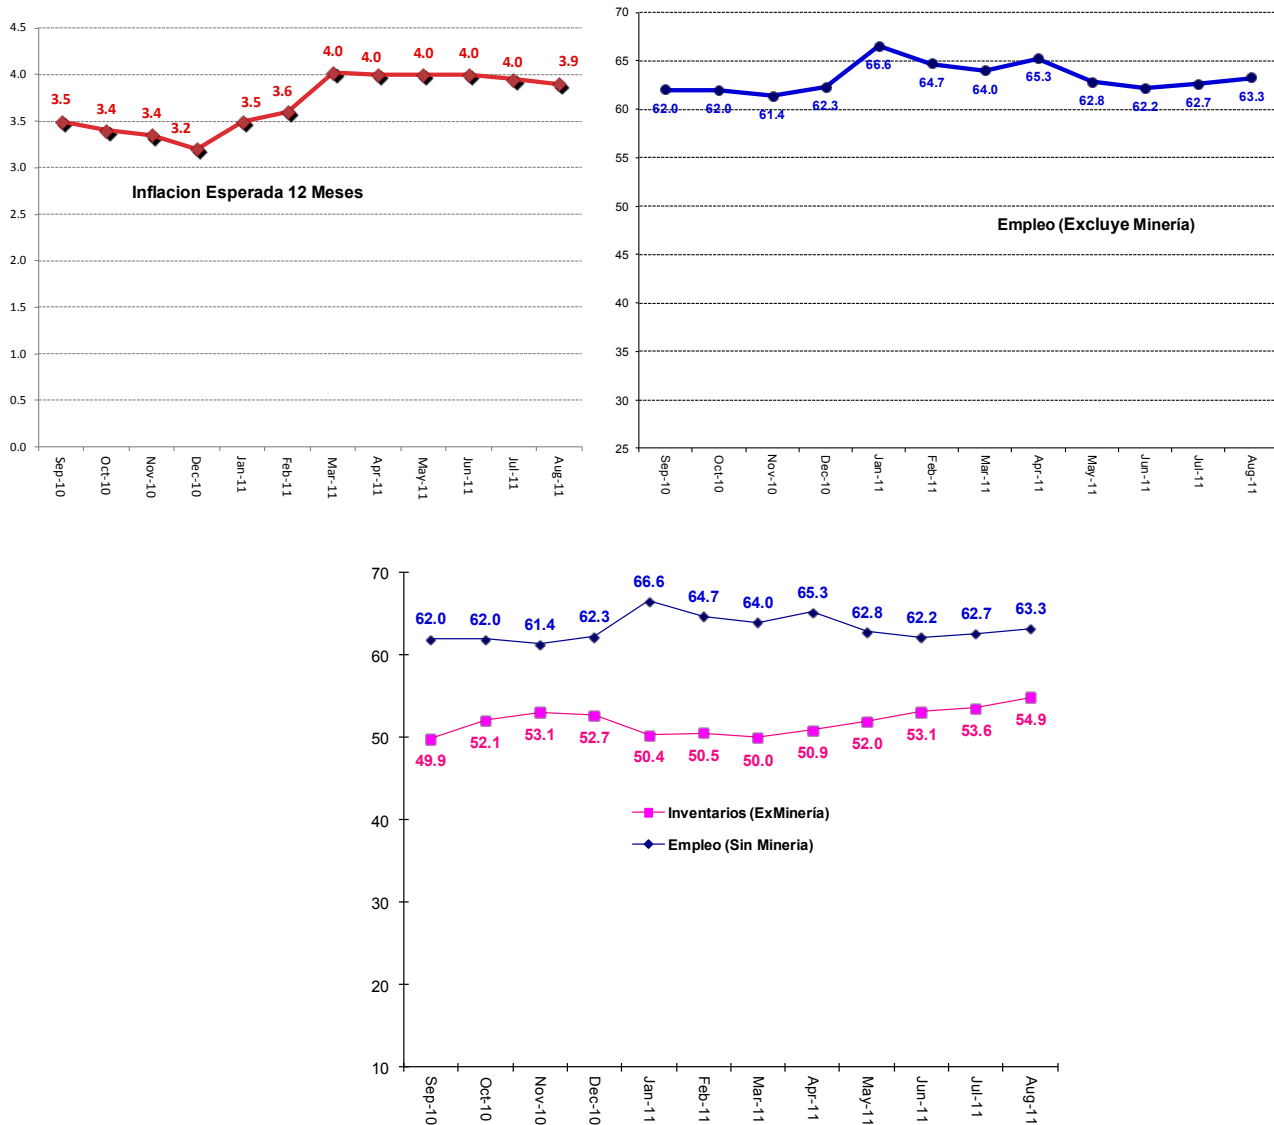 4.5
4.0
3.5
3.0
2.5
2.0
1.5
1.0
0.5
0.0
3.5
3.4
3.4
3.2
3.5
3.6
4.0
4.0
4.0
4.0
4.0
3.9
Inflacion Esperada 12 Meses
Sep-10
Oct-10
Nov-10
Dec-10
Jan-11
Feb-11
Mar-11
Apr-11
May-11
Jun-11
Jul-11
Aug-11
70
65
60
55
50
45
40
35
30
25
62.0
62.0
61.4
62.3
66.6
64.7
64.0
65.3
62.8
62.2
62.7
63.3
Empleo (Excluye Minería)
Sep-10
Oct-10
Nov-10
Dec-10
Jan-11
Feb-11
Mar-11
Apr-11
May-11
Jun-11
Jul-11
Aug-11
70
60
50
40
30
20
10
62.0
62.0
61.4
62.3
66.6
64.7
64.0
65.3
62.8
62.2
62.7
63.3
49.9
52.1
53.1
52.7
50.4
50.5
50.0
50.9
52.0
53.1
53.6
54.9
Inventarios (ExMinería)
Empleo (Sin Mineria)
Sep-10
Oct-10
Nov-10
Dec-10
Jan-11
Feb-11
Mar-11
Apr-11
May-11
Jun-11
Jul-11
Aug-11